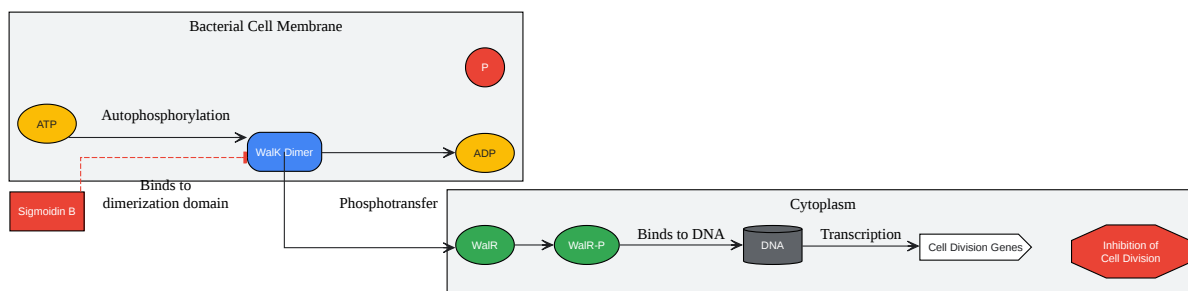 Bacterial Cell Membrane
P
ATP
Autophosphorylation
WalK Dimer
ADP
Binds to
dimerization domain
Sigmoidin B
Phosphotransfer
Cytoplasm
WalR
WalR-P
Binds to DNA
DNA
Transcription
Cell Division Genes
Inhibition of
Cell Division